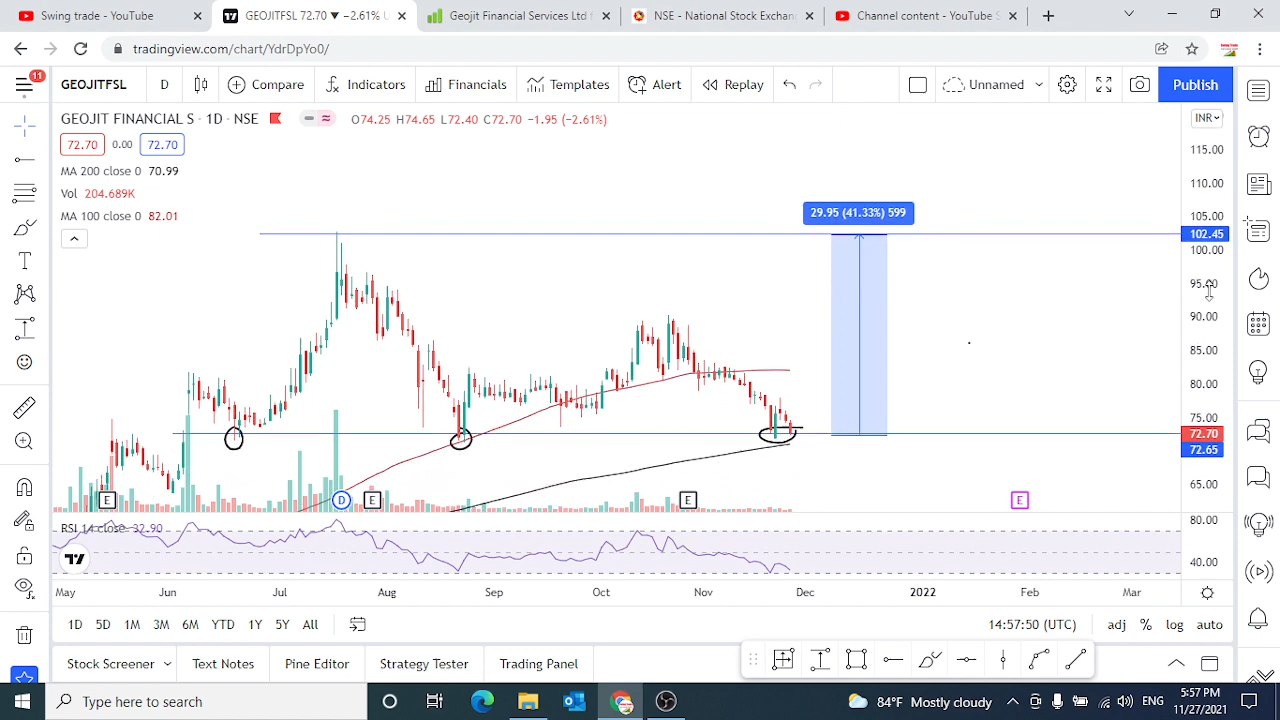 Swing trade - YouTube
GEOJITFSL 72.70 ▼ −2.61% U
Geojit Financial Services Ltd f
NSE - National Stock Exchan
Channel content - YouTube S
tradingview.com/chart/YdrDpYo0/
11
GEOJITFSL D Compare Indicators Financials Templates Alert Replay Unnamed Publish
GEOJIT FINANCIAL S · 1D · NSE O74.25 H74.65 L72.40 C72.70 −1.95 (−2.61%)
INR
72.70 0.00 72.70
MA 200 close 0 70.99
Vol 204.689K
MA 100 close 0 82.01
29.95 (41.33%) 599
115.00
110.00
105.00
102.45
100.00
95.00
90.00
85.00
80.00
75.00
72.70
72.65
65.00
E D E E E
RSI 14 close 32.90
80.00
40.00
May Jun Jul Aug Sep Oct Nov Dec 2022 Feb Mar
1D 5D 1M 3M 6M YTD 1Y 5Y All
14:57:50 (UTC) adj % log auto
Stock Screener Text Notes Pine Editor Strategy Tester Trading Panel
Type here to search
84°F Mostly cloudy
ENG
5:57 PM
11/27/2021